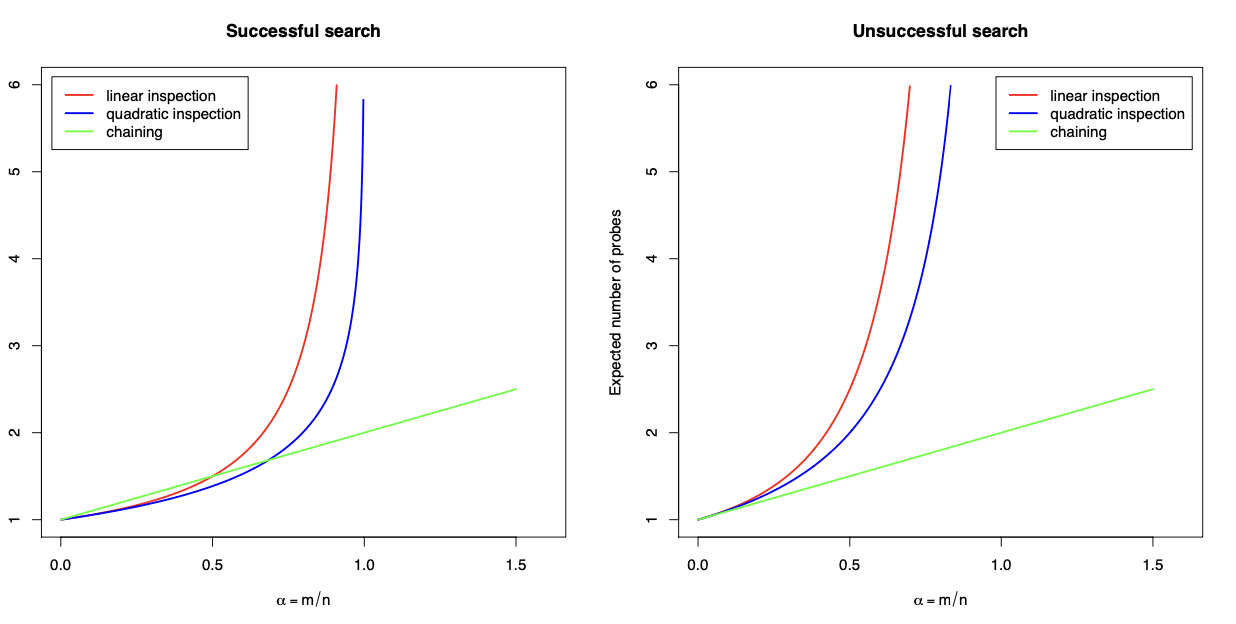 Successful search
linear inspection
quadratic inspection
chaining
6
5
4
3
2
1
0.0 0.5 1.0 1.5
α = m/n
Unsuccessful search
linear inspection
quadratic inspection
chaining
Expected number of probes
6
5
4
3
2
1
0.0 0.5 1.0 1.5
α = m/n